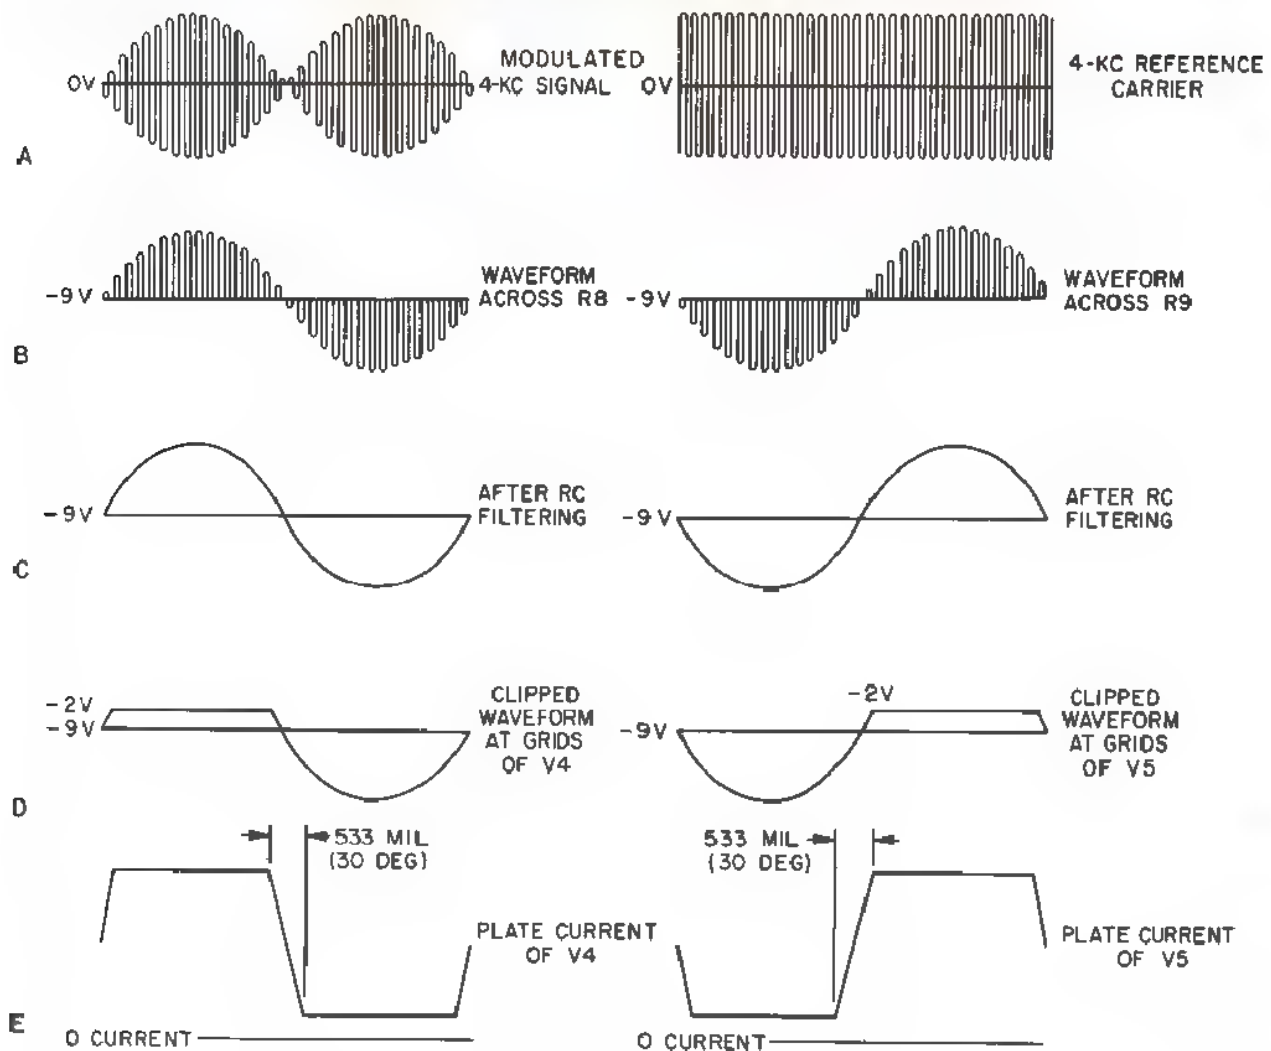 0V
MODULATED
4-KC SIGNAL
0V
4-KC REFERENCE
CARRIER
A
-9V
WAVEFORM
ACROSS R8
-9V
WAVEFORM
ACROSS R9
B
-9V
AFTER RC
FILTERING
-9V
AFTER RC
FILTERING
C
-2V
-9V
CLIPPED
WAVEFORM
AT GRIDS
OF V4
-2V
-9V
CLIPPED
WAVEFORM
AT GRIDS
OF V5
D
533 MIL
(30 DEG)
533 MIL
(30 DEG)
PLATE CURRENT
OF V4
PLATE CURRENT
OF V5
E
0 CURRENT
0 CURRENT